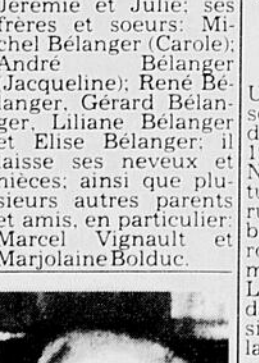 Jérémie et Julie; ses
frères et soeurs: Mi-
chel Bélanger (Carole);
André Bélanger
(Jacqueline); René Bé-
langer, Gérard Bélan-
ger, Liliane Bélanger
et Elise Bélanger; il
laisse ses neveux et
nièces; ainsi que plu-
sieurs autres parents
et amis, en particulier:
Marcel Vignault et
Marjolaine Bolduc.